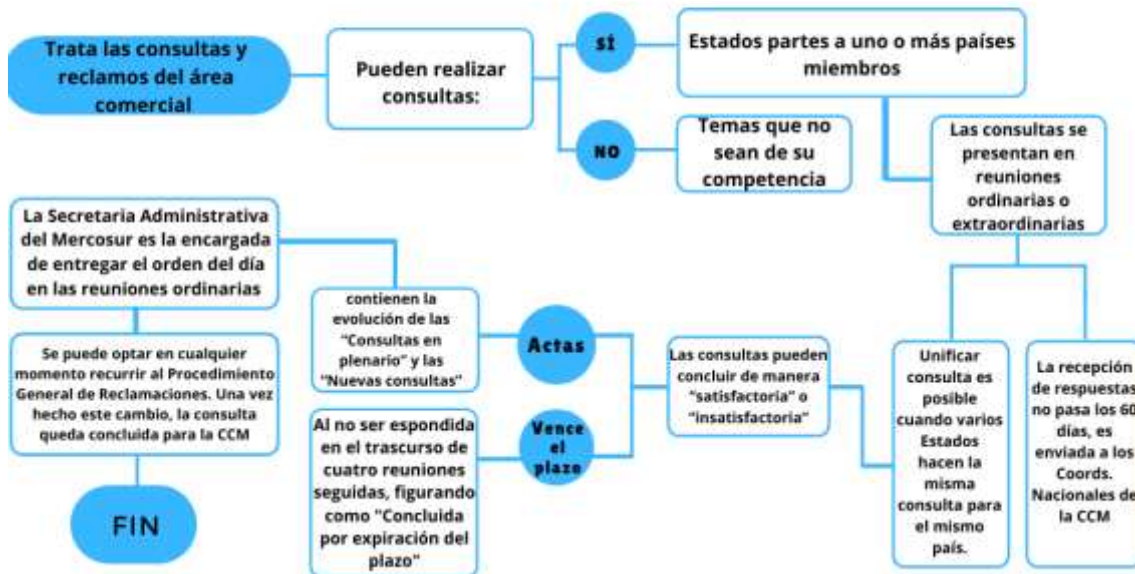 Trata las consultas y
reclamos del área
comercial
Pueden realizar
consultas:
SÍ
Estados partes a uno o más países
miembros
NO
Temas que no
sean de su
competencia
Las consultas se
presentan en
reuniones
ordinarias o
extraordinarias
La recepción
de respuestas
no pasa los 60
días, es
enviada a los
Coords.
Nacionales de
la CCM
Unificar
consulta es
posible
cuando varios
Estados
hacen la
misma
consulta para
el mismo
país.
Las consultas pueden
concluir de manera
"satisfactoria" o
"insatisfactoria"
Actas
Vence
el
plazo
contienen la
evolución de las
"Consultas en
plenario" y las
"Nuevas consultas"
Al no ser espondida
en el trascurso de
cuatro reuniones
seguidas, figurando
como "Concluida
por expiración del
plazo"
La Secretaria Administrativa
del Mercosur es la encargada
de entregar el orden del día
en las reuniones ordinarias
Se puede optar en cualquier
momento recurrir al Procedimiento
General de Reclamaciones. Una vez
hecho este cambio, la consulta
queda concluida para la CCM
FIN